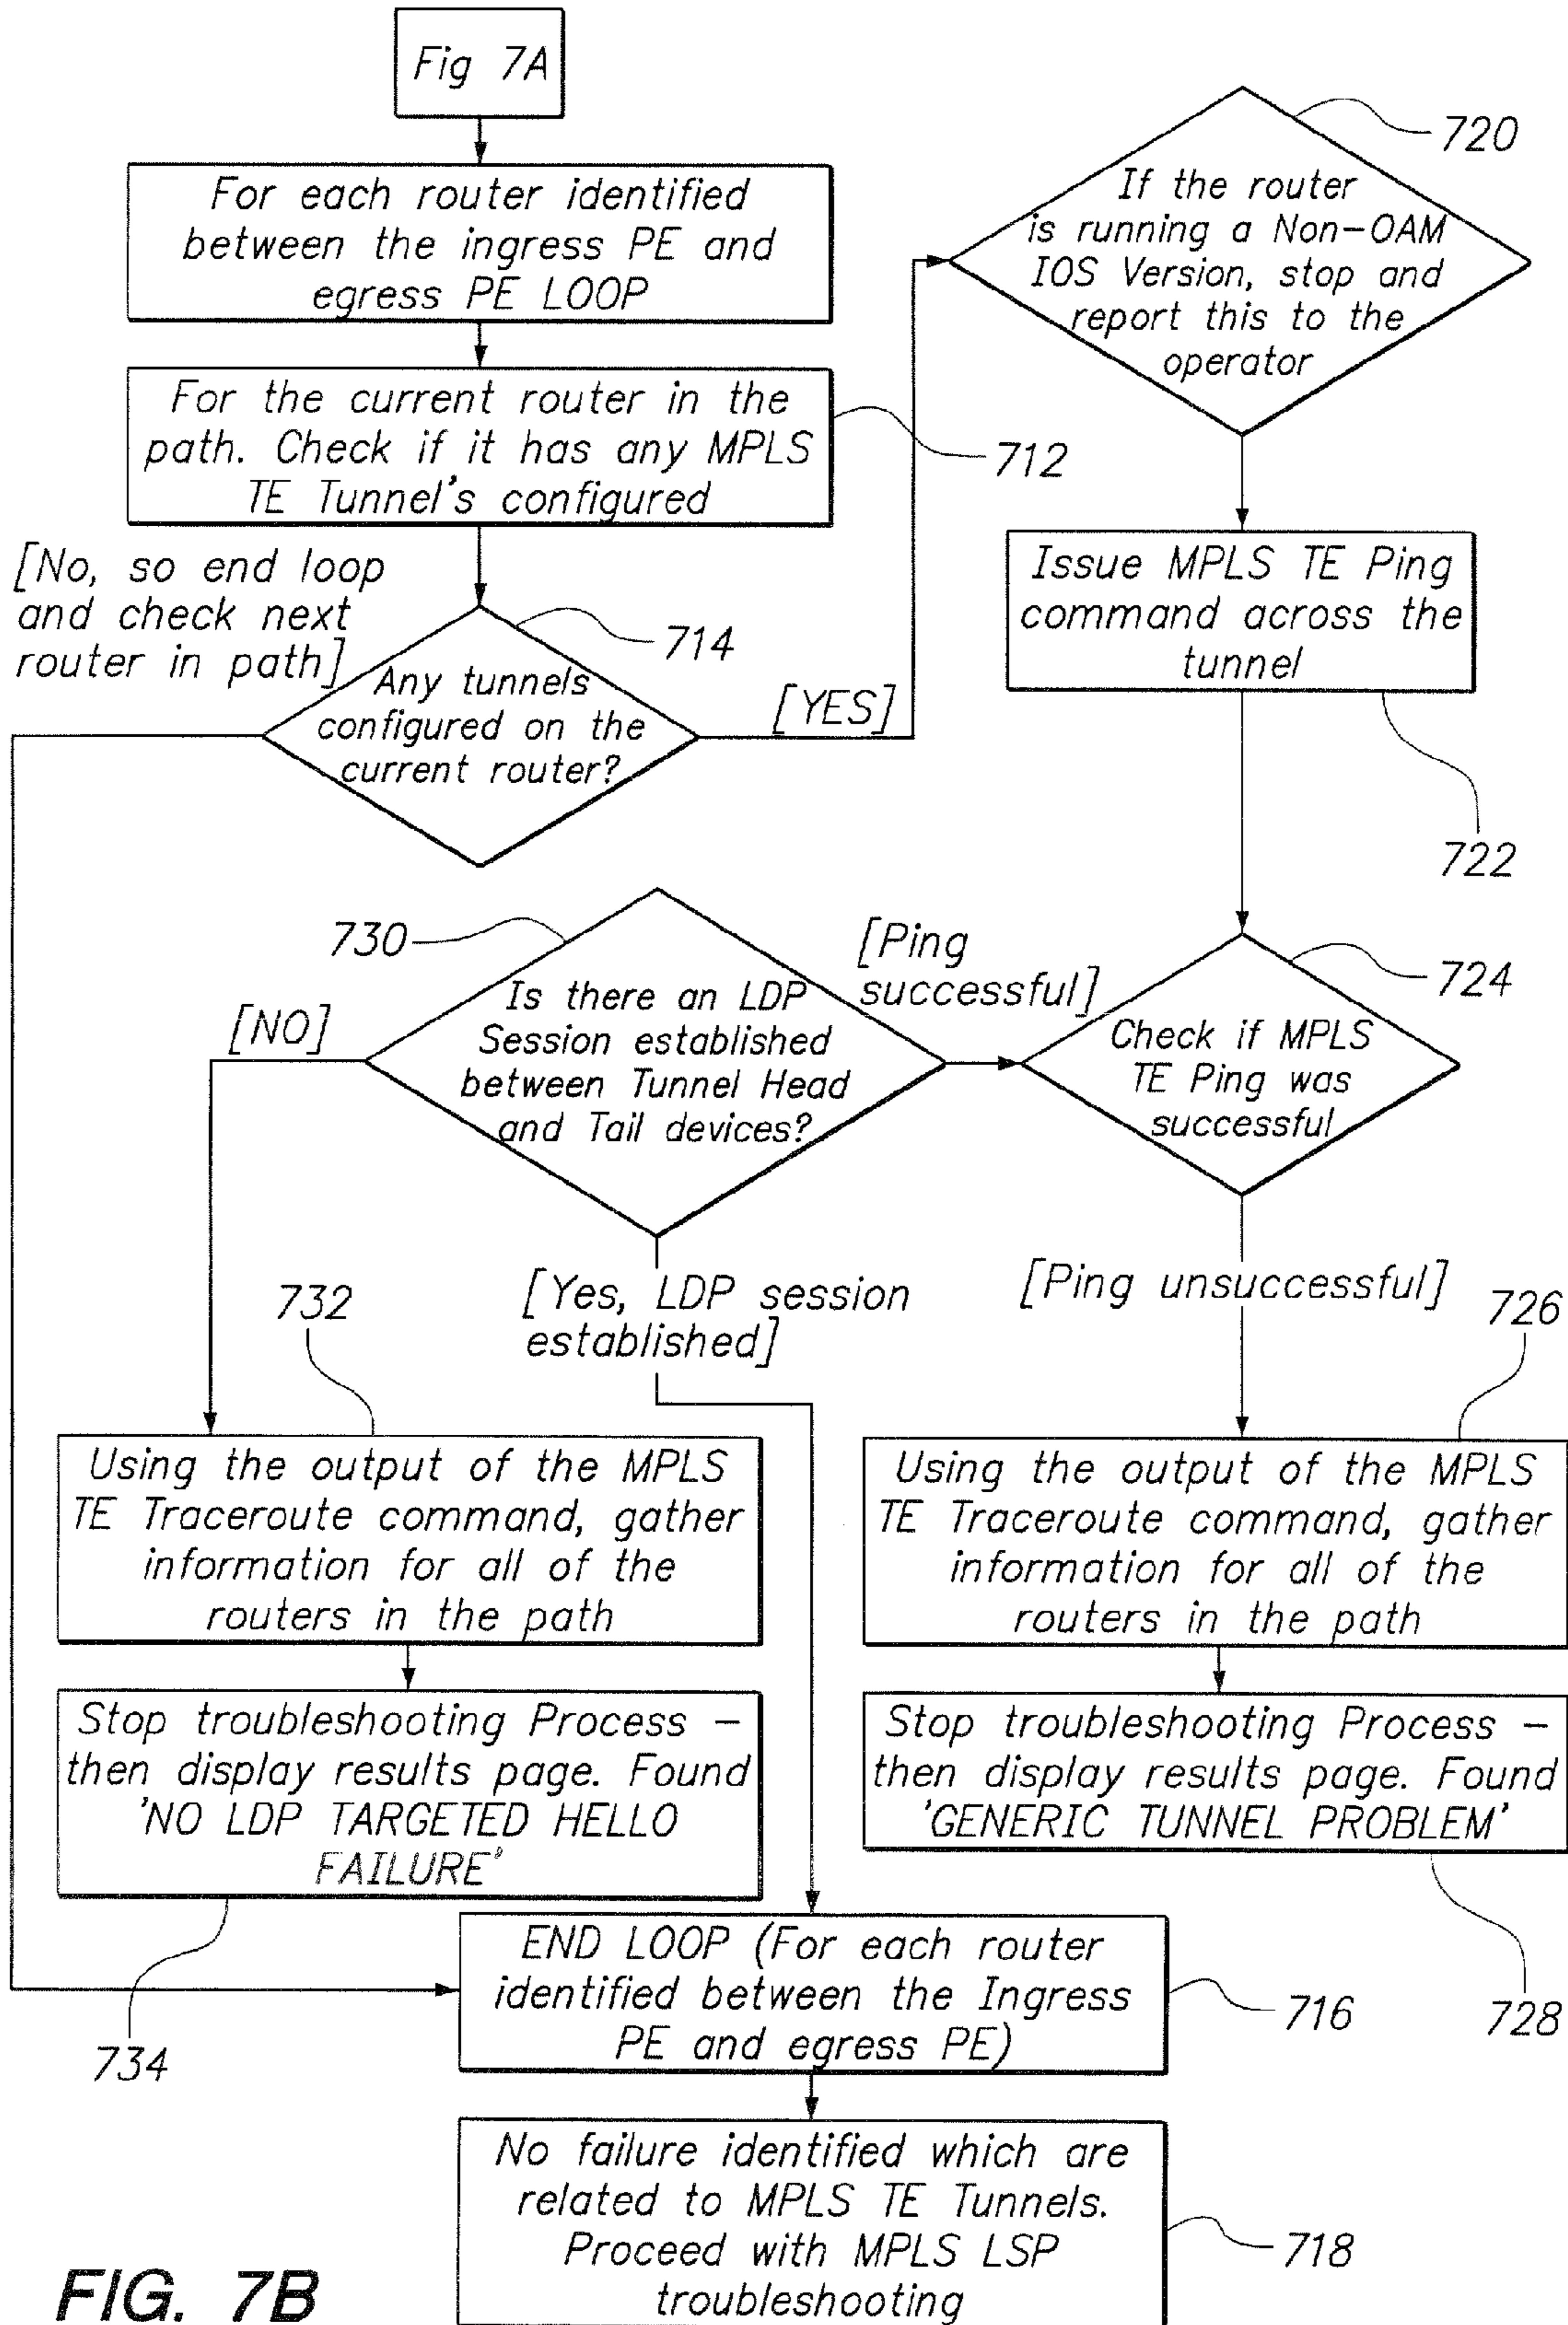 Fig 7A
For each router identified
between the ingress PE and
egress PE LOOP
For the current router in the
path. Check if it has any MPLS
TE Tunnel's configured
712
[No, so end loop
and check next
router in path]
714
Any tunnels
configured on the
current router?
[YES]
720
If the router
is running a Non-OAM
IOS Version, stop and
report this to the
operator
Issue MPLS TE Ping
command across the
tunnel
722
730
Is there an LDP
Session established
between Tunnel Head
and Tail devices?
[Ping
successful]
724
Check if MPLS
TE Ping was
successful
[NO]
[Yes, LDP session
established]
[Ping unsuccessful]
732
Using the output of the MPLS
TE Traceroute command, gather
information for all of the
routers in the path
726
Using the output of the MPLS
TE Traceroute command, gather
information for all of the
routers in the path
Stop troubleshooting Process –
then display results page. Found
'NO LDP TARGETED HELLO
FAILURE'
734
Stop troubleshooting Process –
then display results page. Found
'GENERIC TUNNEL PROBLEM'
728
END LOOP (For each router
identified between the Ingress
PE and egress PE)
716
No failure identified which are
related to MPLS TE Tunnels.
Proceed with MPLS LSP
troubleshooting
718
FIG. 7B